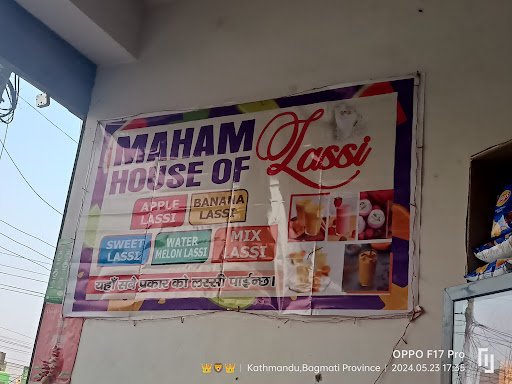 MAHAM
HOUSE OF
Lassi
APPLE
LASSI
BANANA
LASSI
SWEET
LASSI
WATER
MELON LASSI
MIX
LASSI
यहाँ सबै प्रकार को लस्सी पाईन्छ।
OPPO F17 Pro
Kathmandu,Bagmati Province | 2024.05.23 17:35